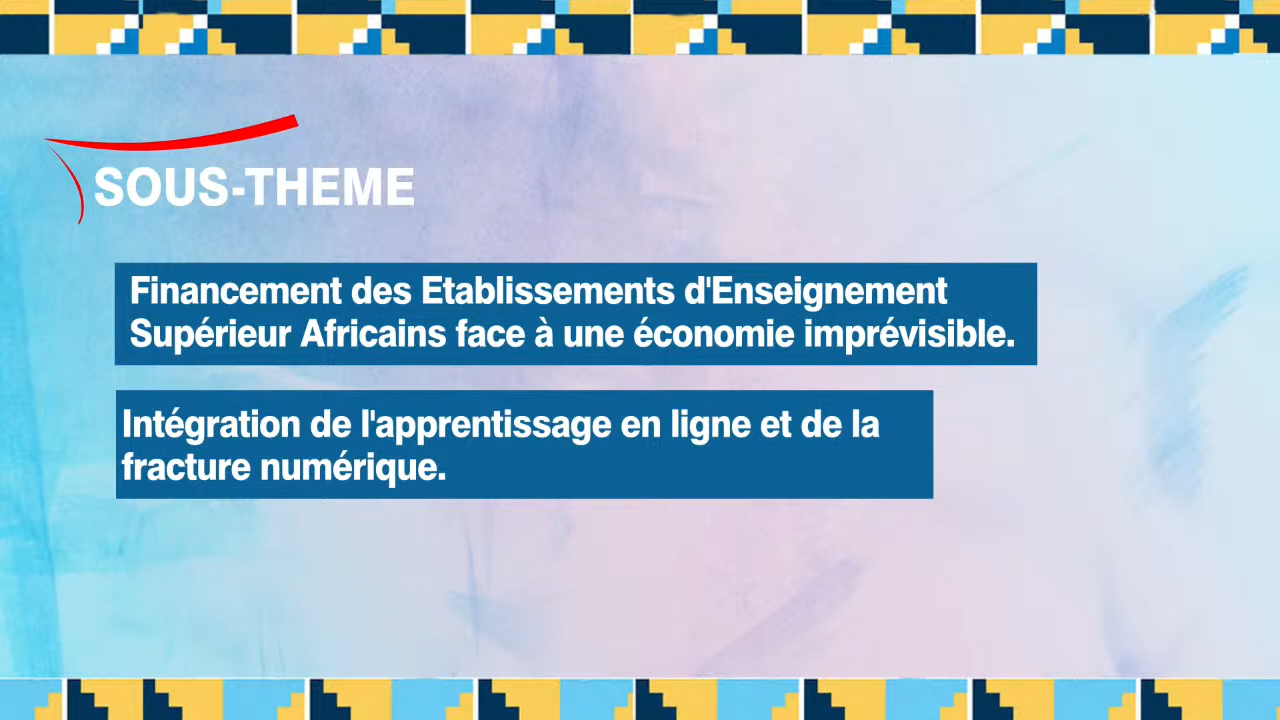 SOUS-THEME
Financement des Etablissements d'Enseignement
Supérieur Africains face à une économie imprévisible.
Intégration de l'apprentissage en ligne et de la
fracture numérique.